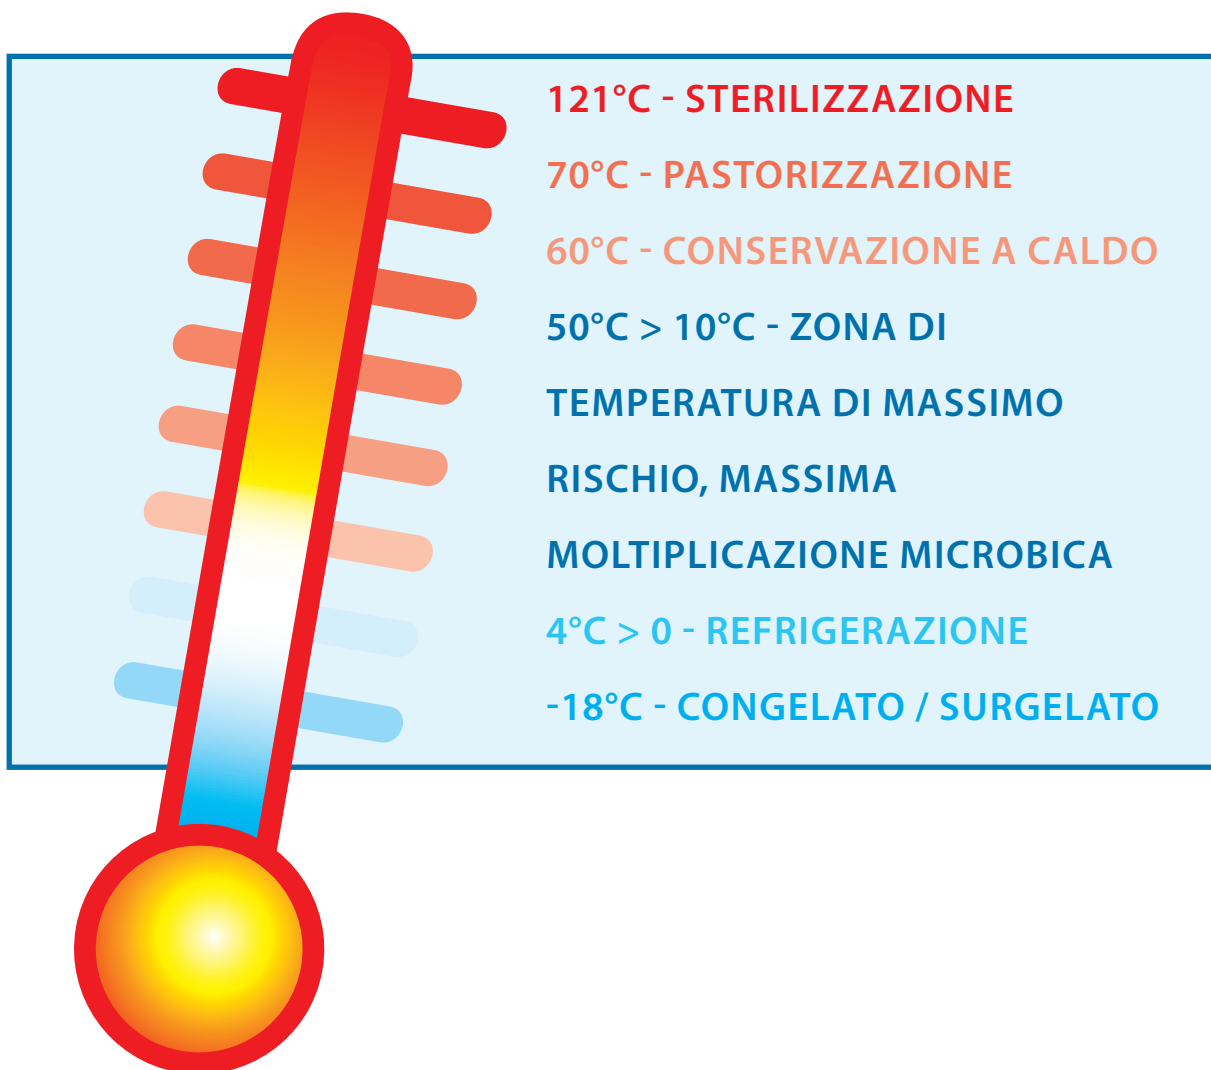 121°C - STERILIZZAZIONE
70°C - PASTORIZZAZIONE
60°C - CONSERVAZIONE A CALDO
50°C > 10°C - ZONA DI
TEMPERATURA DI MASSIMO
RISCHIO, MASSIMA
MOLTIPLICAZIONE MICROBICA
4°C > 0 - REFRIGERAZIONE
-18°C - CONGELATO / SURGELATO